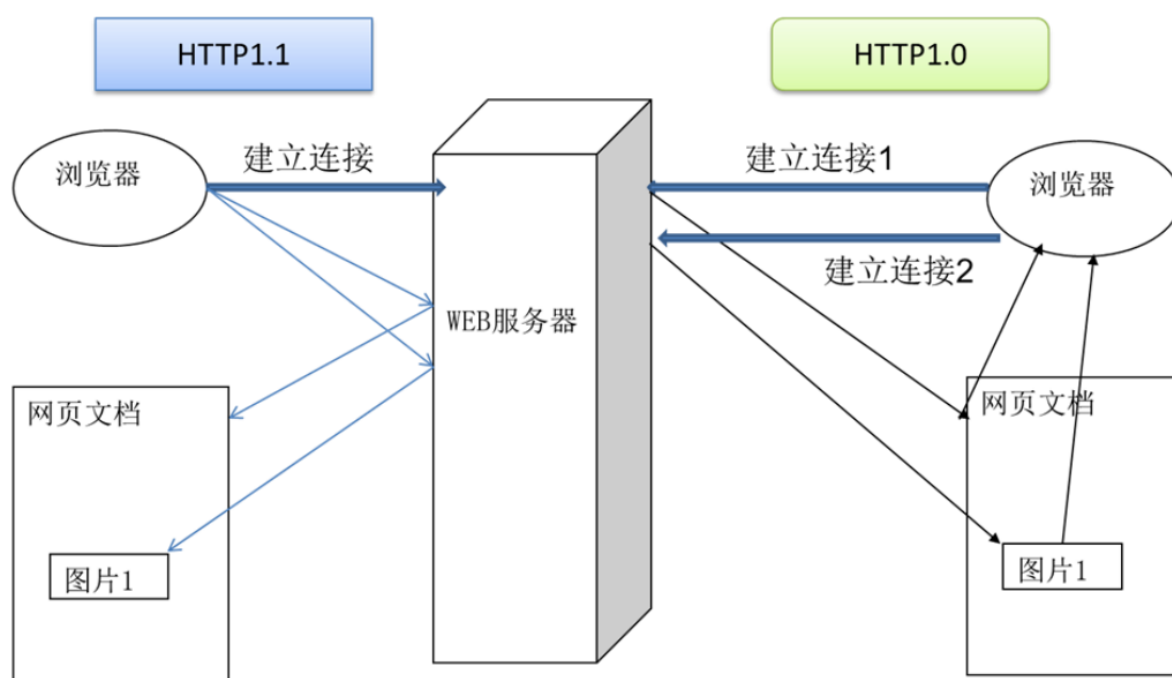 HTTP1.1
HTTP1.0
浏览器
建立连接
建立连接1
浏览器
建立连接2
WEB服务器
网页文档
网页文档
图片1
图片1